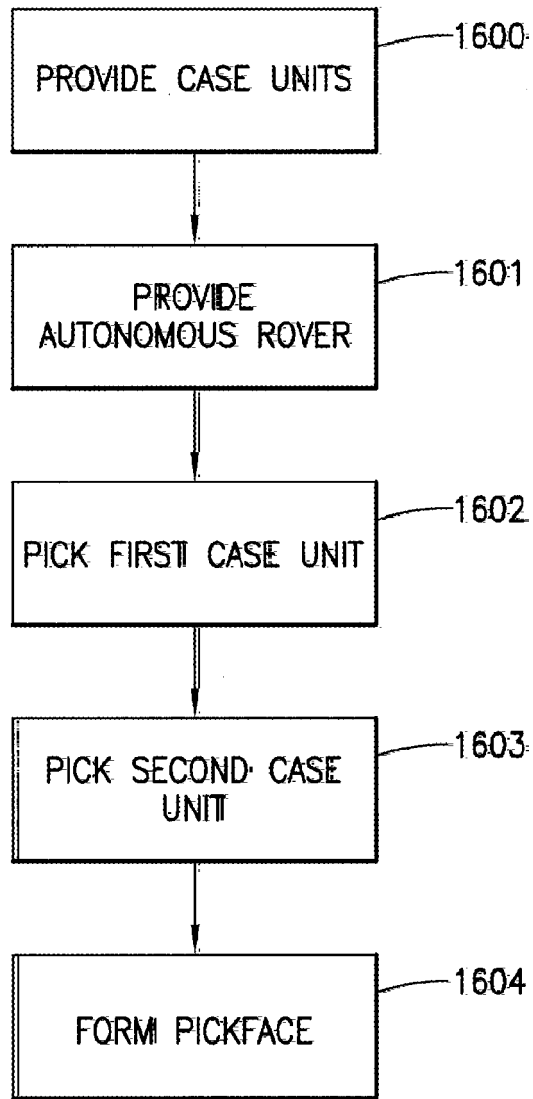 1600
PROVIDE CASE UNITS
1601
PROVIDE
AUTONOMOUS ROVER
1602
PICK FIRST CASE UNIT
1603
PICK SECOND CASE
UNIT
1604
FORM PICKFACE